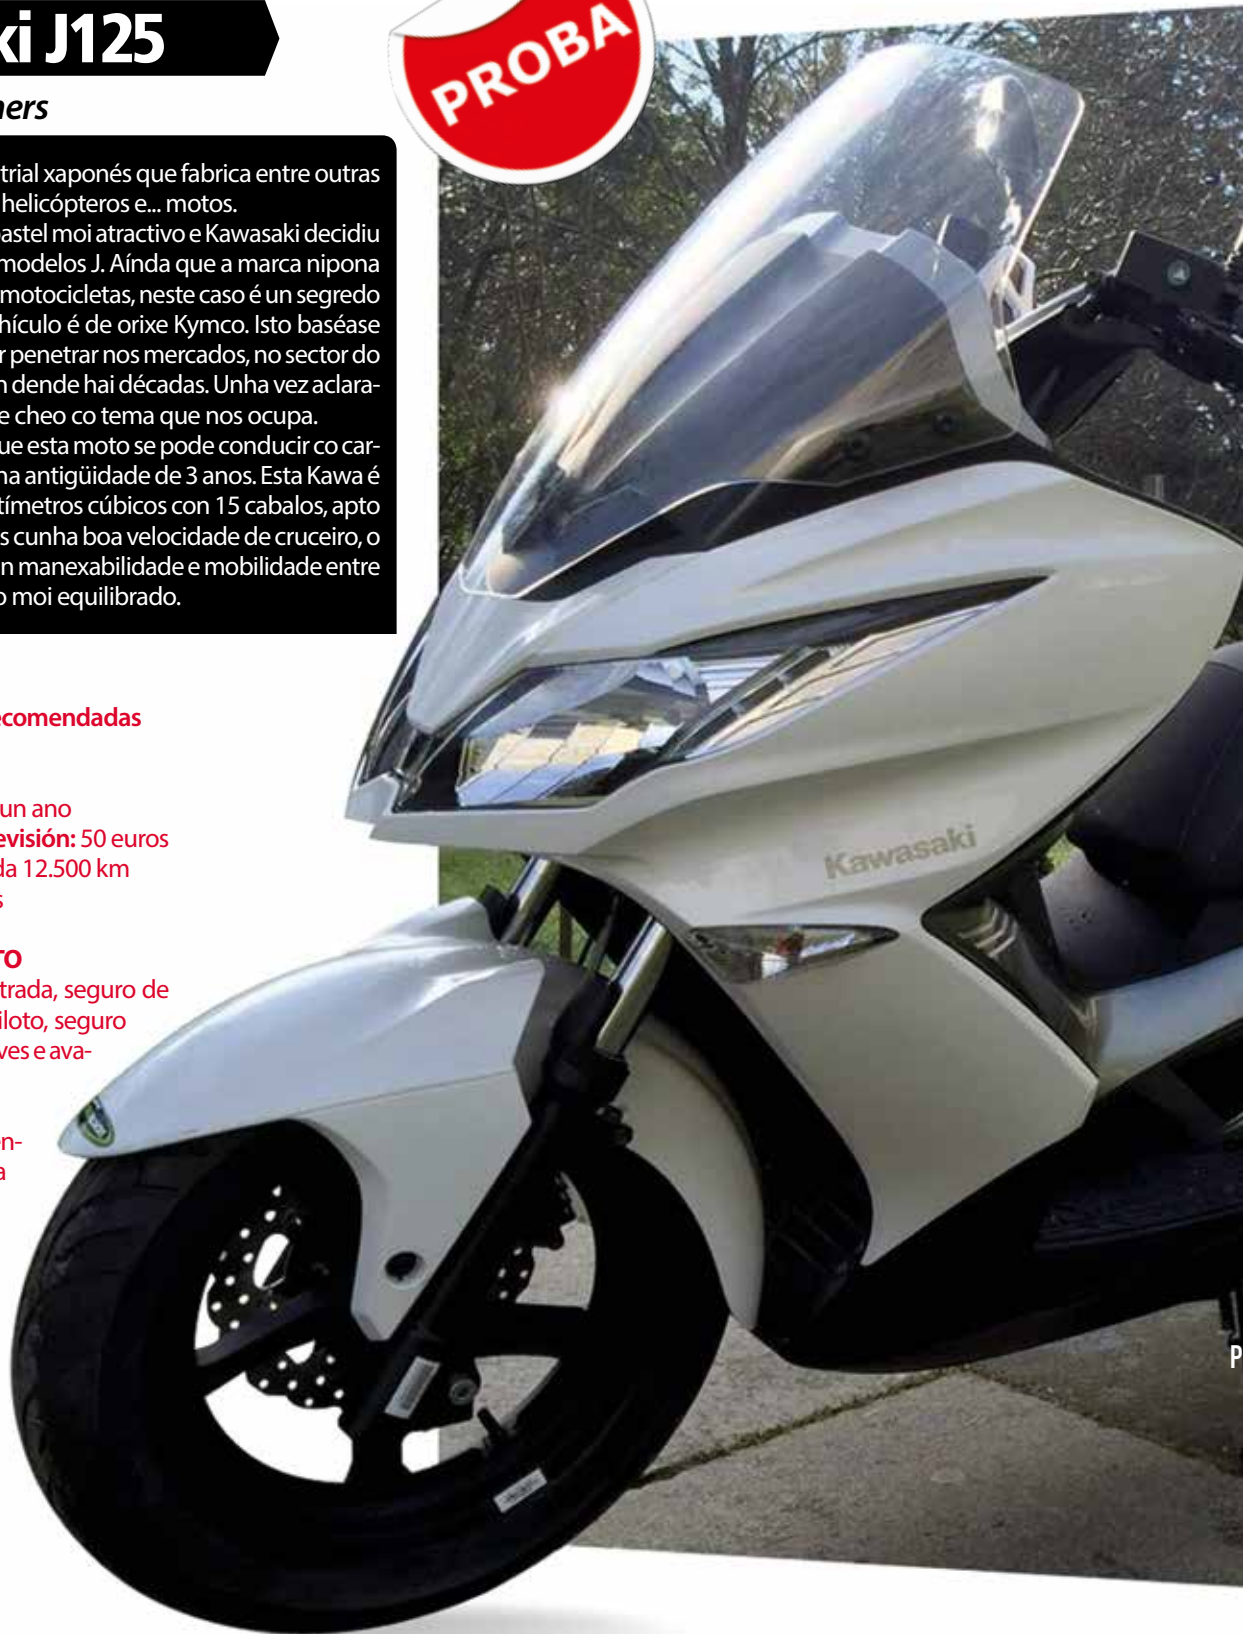 ki J125
PROBA
ners
trial xaponés que fabrica entre outras
helicópteros e... motos.
pastel moi atractivo e Kawasaki decidiu
modelos J. Aínda que a marca nipona
motocicletas, neste caso é un segredo
hículo é de orixe Kymco. Isto baséase
r penetrar nos mercados, no sector do
n dende hai décadas. Unha vez aclara-
e cheo co tema que nos ocupa.
ue esta moto se pode conducir co car-
na antigüidade de 3 anos. Esta Kawa é
tímetros cúbicos con 15 cabalos, apto
s cunha boa velocidade de cruceiro, o
n manexabilidade e mobilidade entre
o moi equilibrado.
ecomendadas
un ano
evisión: 50 euros
da 12.500 km
s
TO
trada, seguro de
iloto, seguro
ves e ava-
en-
a
Kawasaki
P